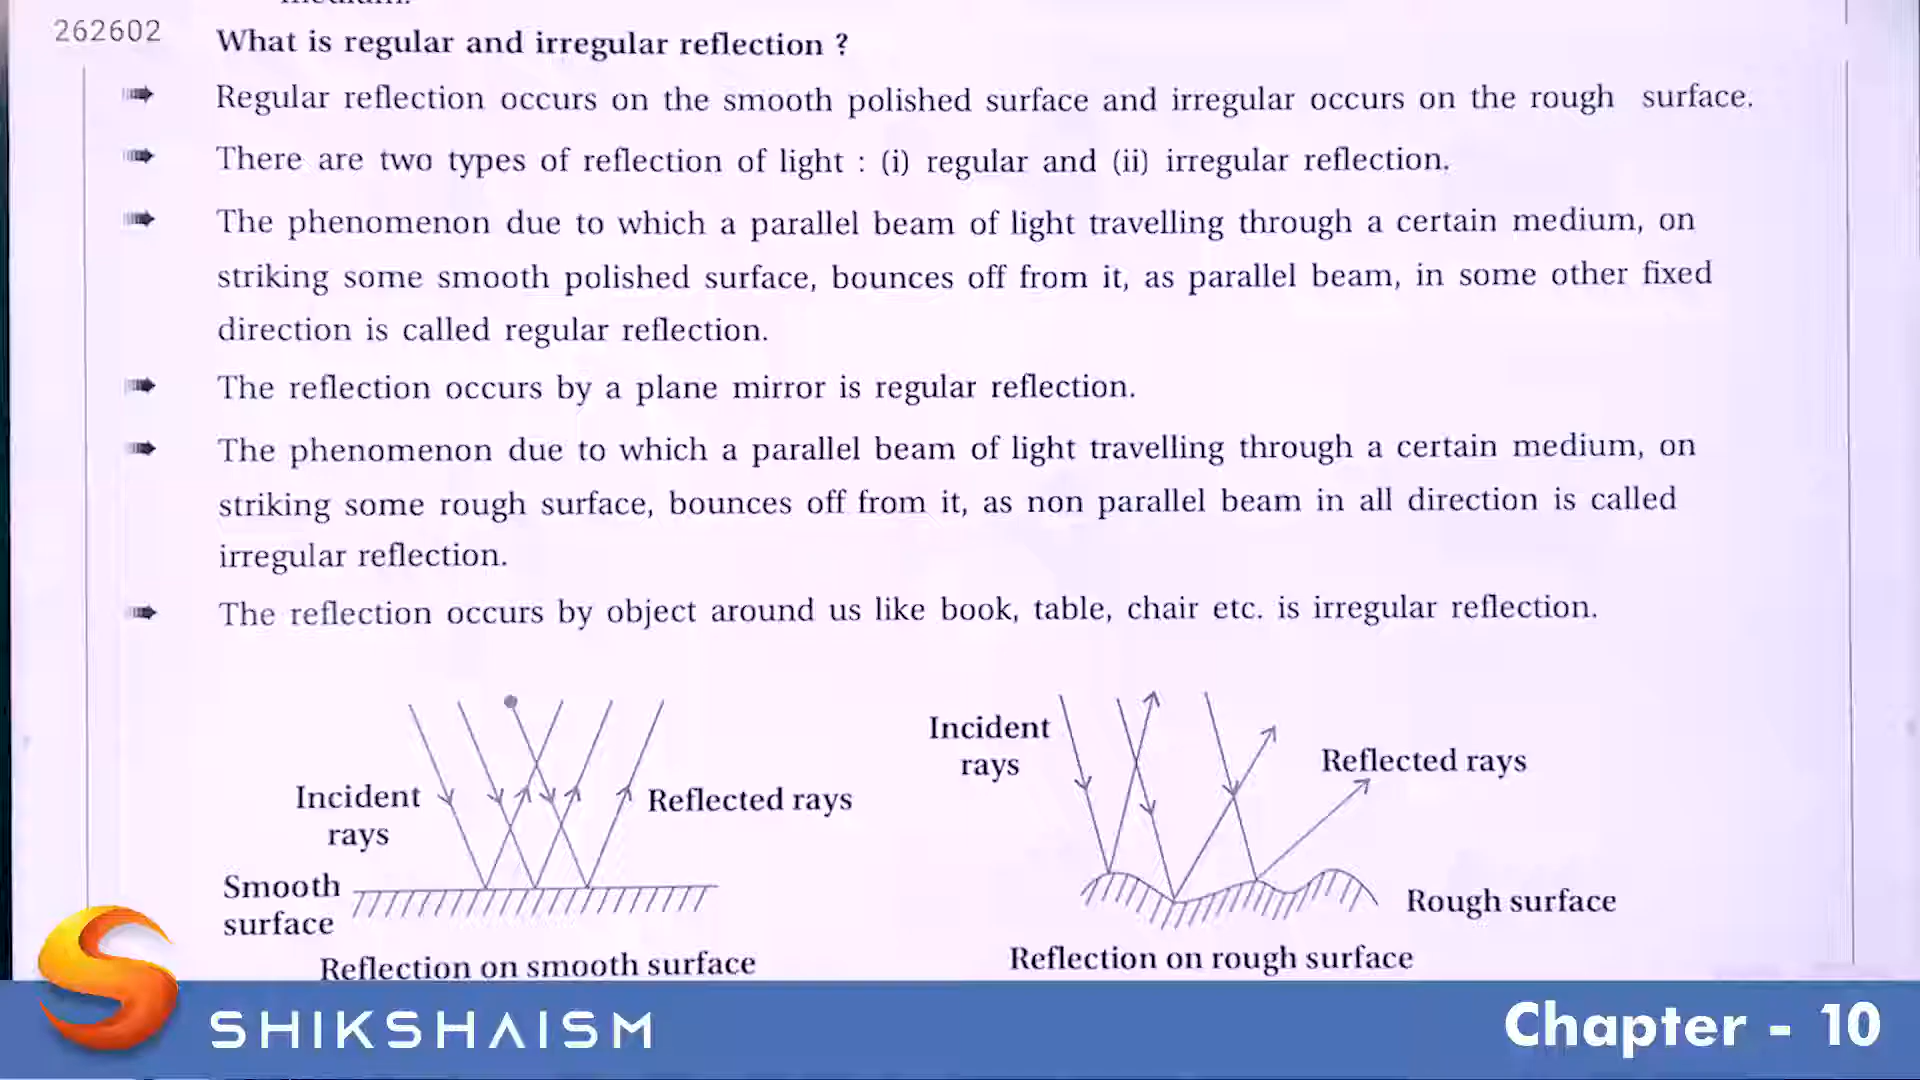 262602
What is regular and irregular reflection ?
Regular reflection occurs on the smooth polished surface and irregular occurs on the rough surface.
There are two types of reflection of light : (i) regular and (ii) irregular reflection.
The phenomenon due to which a parallel beam of light travelling through a certain medium, on
striking some smooth polished surface, bounces off from it, as parallel beam, in some other fixed
direction is called regular reflection.
The reflection occurs by a plane mirror is regular reflection.
The phenomenon due to which a parallel beam of light travelling through a certain medium, on
striking some rough surface, bounces off from it, as non parallel beam in all direction is called
irregular reflection.
The reflection occurs by object around us like book, table, chair etc. is irregular reflection.
Incident
rays
Reflected rays
Smooth
surface
Reflection on smooth surface
Incident
rays
Reflected rays
Rough surface
Reflection on rough surface
SHIKSHAISM
Chapter - 10